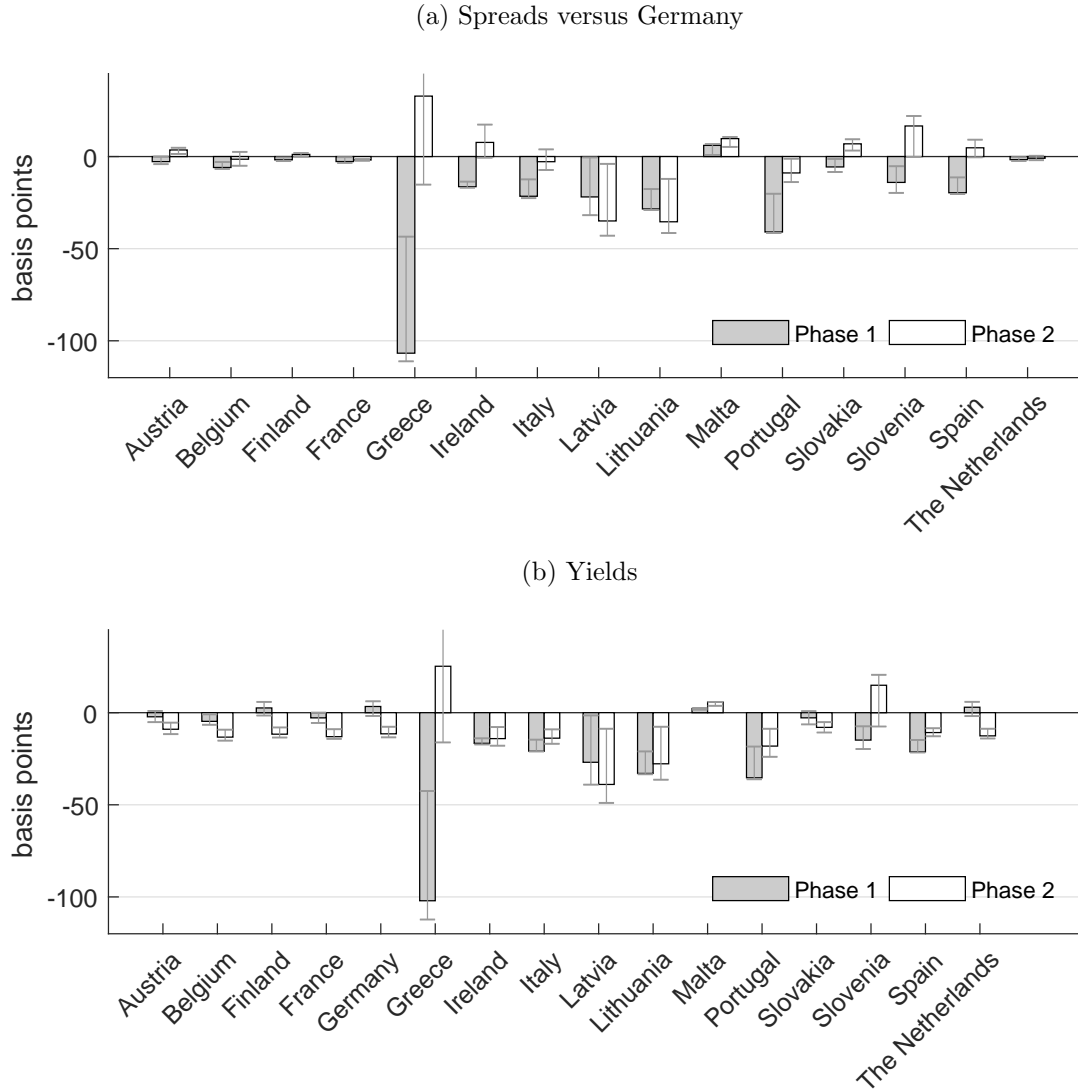 (a) Spreads versus Germany
0
-50
-100
basis points
Phase 1
Phase 2
Austria
Belgium
Finland
France
Greece
Ireland
Italy
Latvia
Lithuania
Malta
Portugal
Slovakia
Slovenia
Spain
The Netherlands
(b) Yields
0
-50
-100
basis points
Phase 1
Phase 2
Austria
Belgium
Finland
France
Germany
Greece
Ireland
Italy
Latvia
Lithuania
Malta
Portugal
Slovakia
Slovenia
Spain
The Netherlands